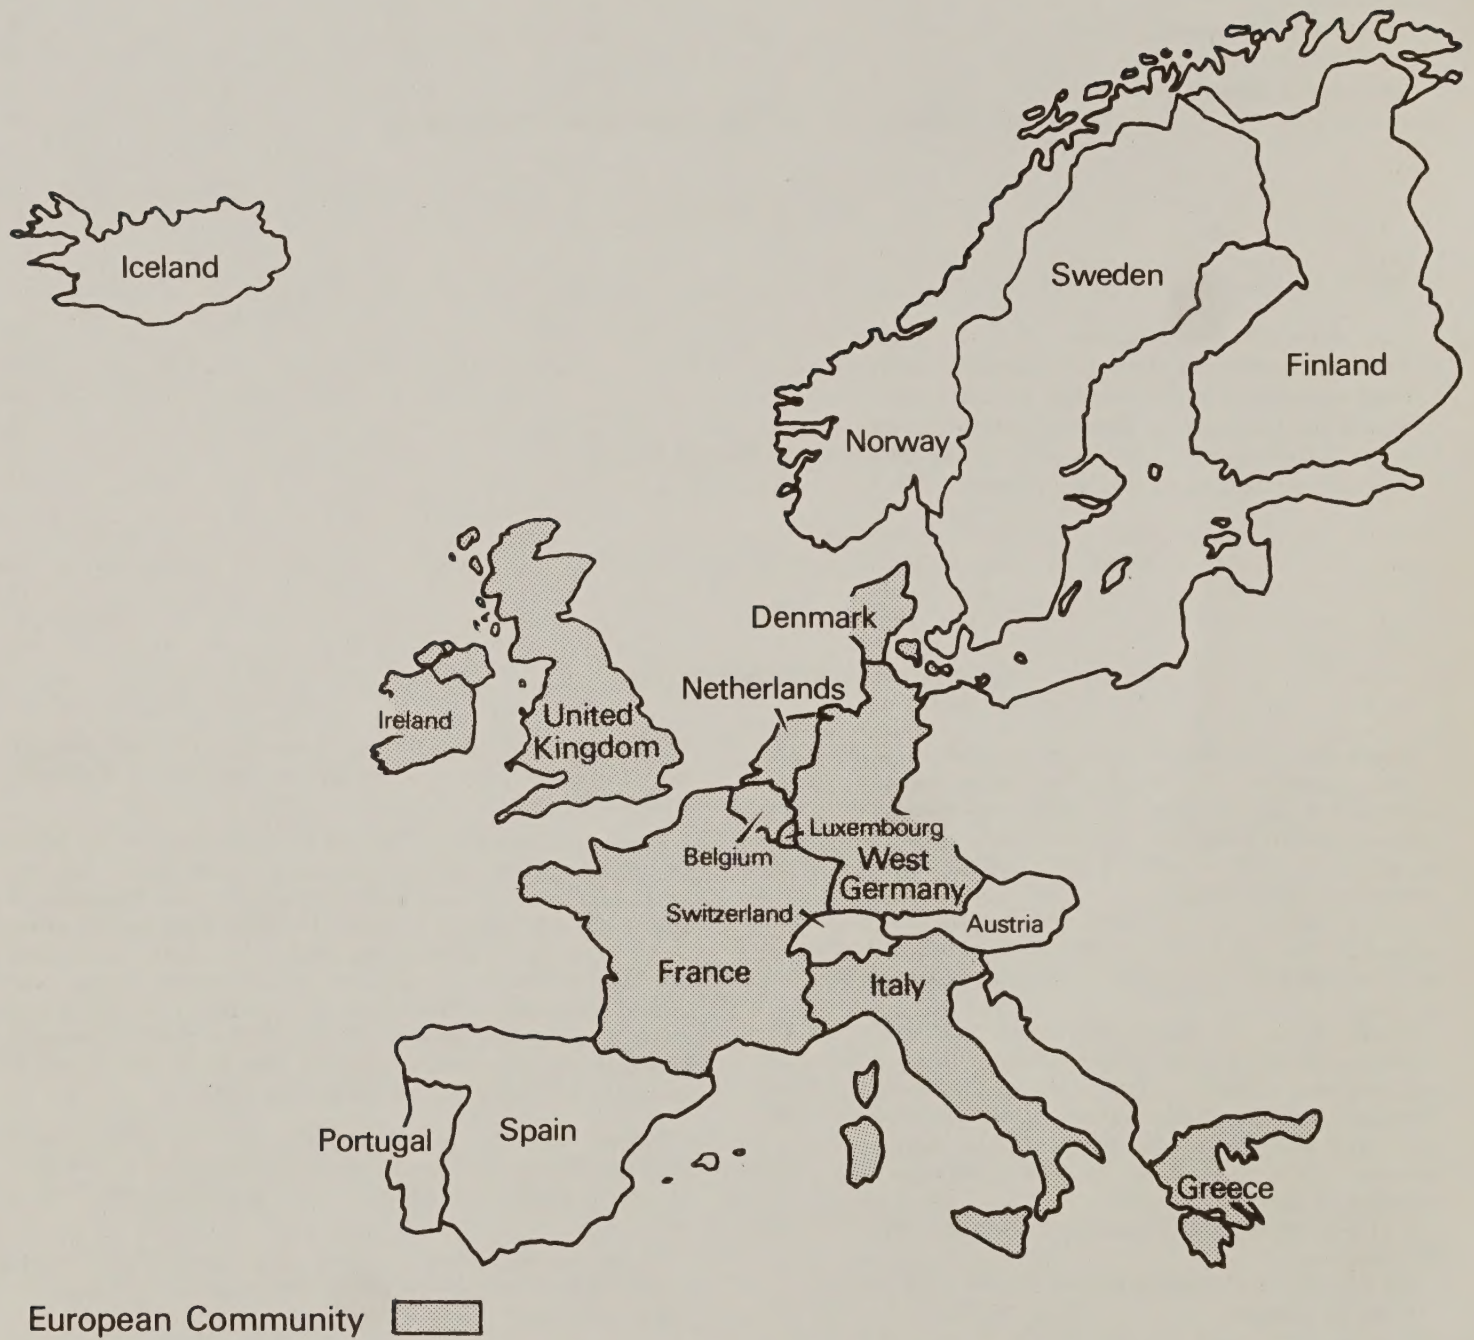 Iceland
Sweden
Finland
Norway
Denmark
Netherlands
Ireland
United
Kingdom
Luxembourg
Belgium
West
Germany
Switzerland
Austria
France
Italy
Portugal
Spain
Greece
European Community